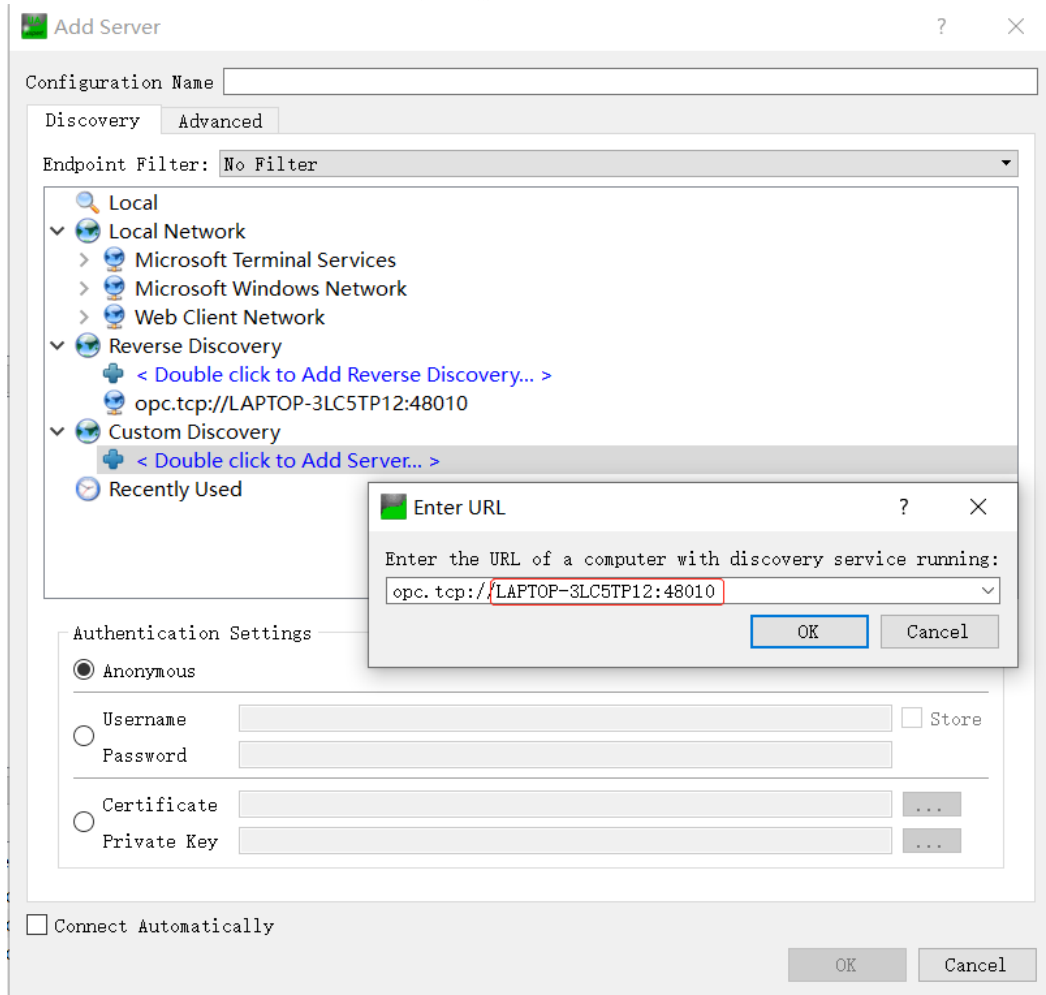 Add Server
Configuration Name
Discovery Advanced
Endpoint Filter: No Filter
Local
Local Network
Microsoft Terminal Services
Microsoft Windows Network
Web Client Network
Reverse Discovery
< Double click to Add Reverse Discovery... >
opc.tcp://LAPTOP-3LC5TP12:48010
Custom Discovery
< Double click to Add Server... >
Recently Used
Enter URL
Enter the URL of a computer with discovery service running:
opc.tcp://LAPTOP-3LC5TP12:48010
OK Cancel
Authentication Settings
Anonymous
Username
Store
Password
Certificate
...
Private Key
...
Connect Automatically
OK Cancel